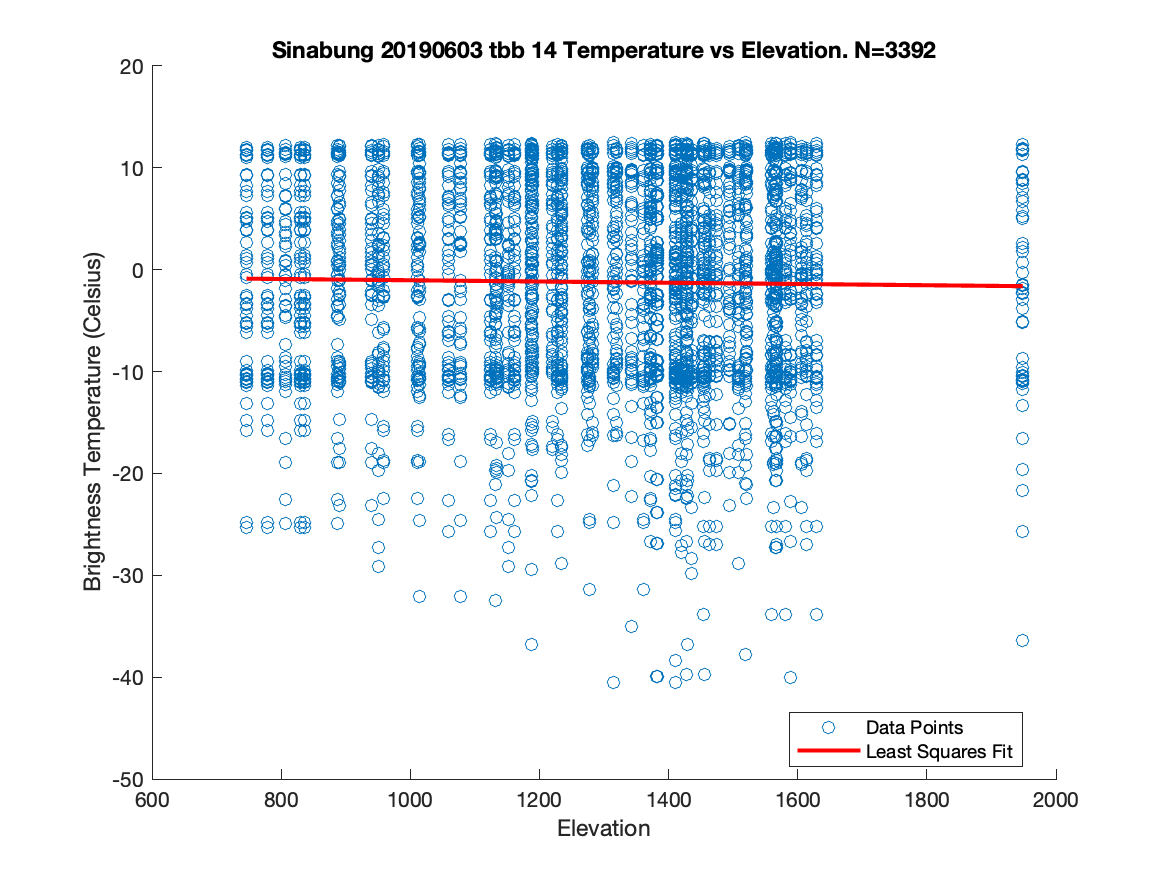 Sinabung 20190603 tbb 14 Temperature vs Elevation. N=3392
20
10
0
-10
-20
-30
-40
-50
Brightness Temperature (Celsius)
600 800 1000 1200 1400 1600 1800 2000
Elevation
Data Points
Least Squares Fit